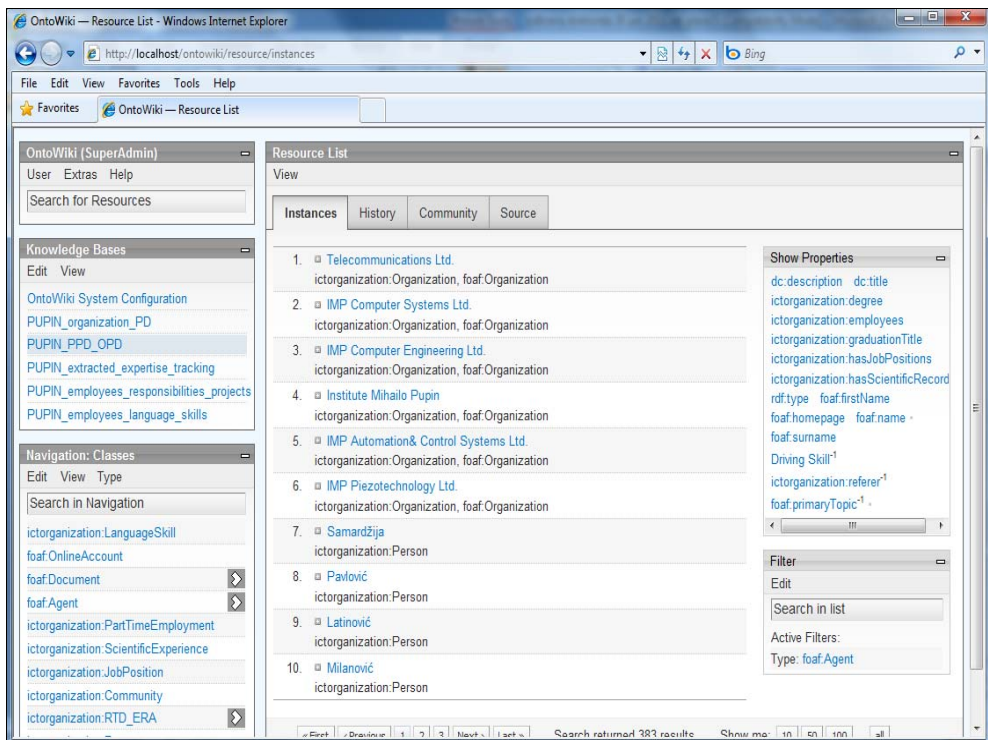 OntoWiki — Resource List - Windows Internet Explorer
http://localhost/ontowiki/resource/instances
Bing
File Edit View Favorites Tools Help
Favorites
OntoWiki — Resource List
OntoWiki (SuperAdmin)
User Extras Help
Search for Resources
Knowledge Bases
Edit View
OntoWiki System Configuration
PUPIN_organization_PD
PUPIN_PPD_OPD
PUPIN_extracted_expertise_tracking
PUPIN_employees_responsibilities_projects
PUPIN_employees_language_skills
Navigation: Classes
Edit View Type
Search in Navigation
ictorganization:LanguageSkill
foaf:OnlineAccount
foaf:Document
foaf:Agent
ictorganization:PartTimeEmployment
ictorganization:ScientificExperience
ictorganization:JobPosition
ictorganization:Community
ictorganization:RTD_ERA
Resource List
View
Instances History Community Source
1. Telecommunications Ltd.
ictorganization:Organization, foaf:Organization
2. IMP Computer Systems Ltd.
ictorganization:Organization, foaf:Organization
3. IMP Computer Engineering Ltd.
ictorganization:Organization, foaf:Organization
4. Institute Mihailo Pupin
ictorganization:Organization, foaf:Organization
5. IMP Automation& Control Systems Ltd.
ictorganization:Organization, foaf:Organization
6. IMP Piezotechnology Ltd.
ictorganization:Organization, foaf:Organization
7. Samardžija
ictorganization:Person
8. Pavlović
ictorganization:Person
9. Latinović
ictorganization:Person
10. Milanović
ictorganization:Person
«First ‹Previous 1 2 3 Next › Last » Search returned 383 results. Show me: 10 50 100 all
Show Properties
dc:description dc:title
ictorganization:degree
ictorganization:employees
ictorganization:graduationTitle
ictorganization:hasJobPositions
ictorganization:hasScientificRecord
rdf:type foaf:firstName
foaf:homepage foaf:name
foaf:surname
Driving Skill-1
ictorganization:referer-1
foaf:primaryTopic-1
Filter
Edit
Search in list
Active Filters:
Type: foaf:Agent